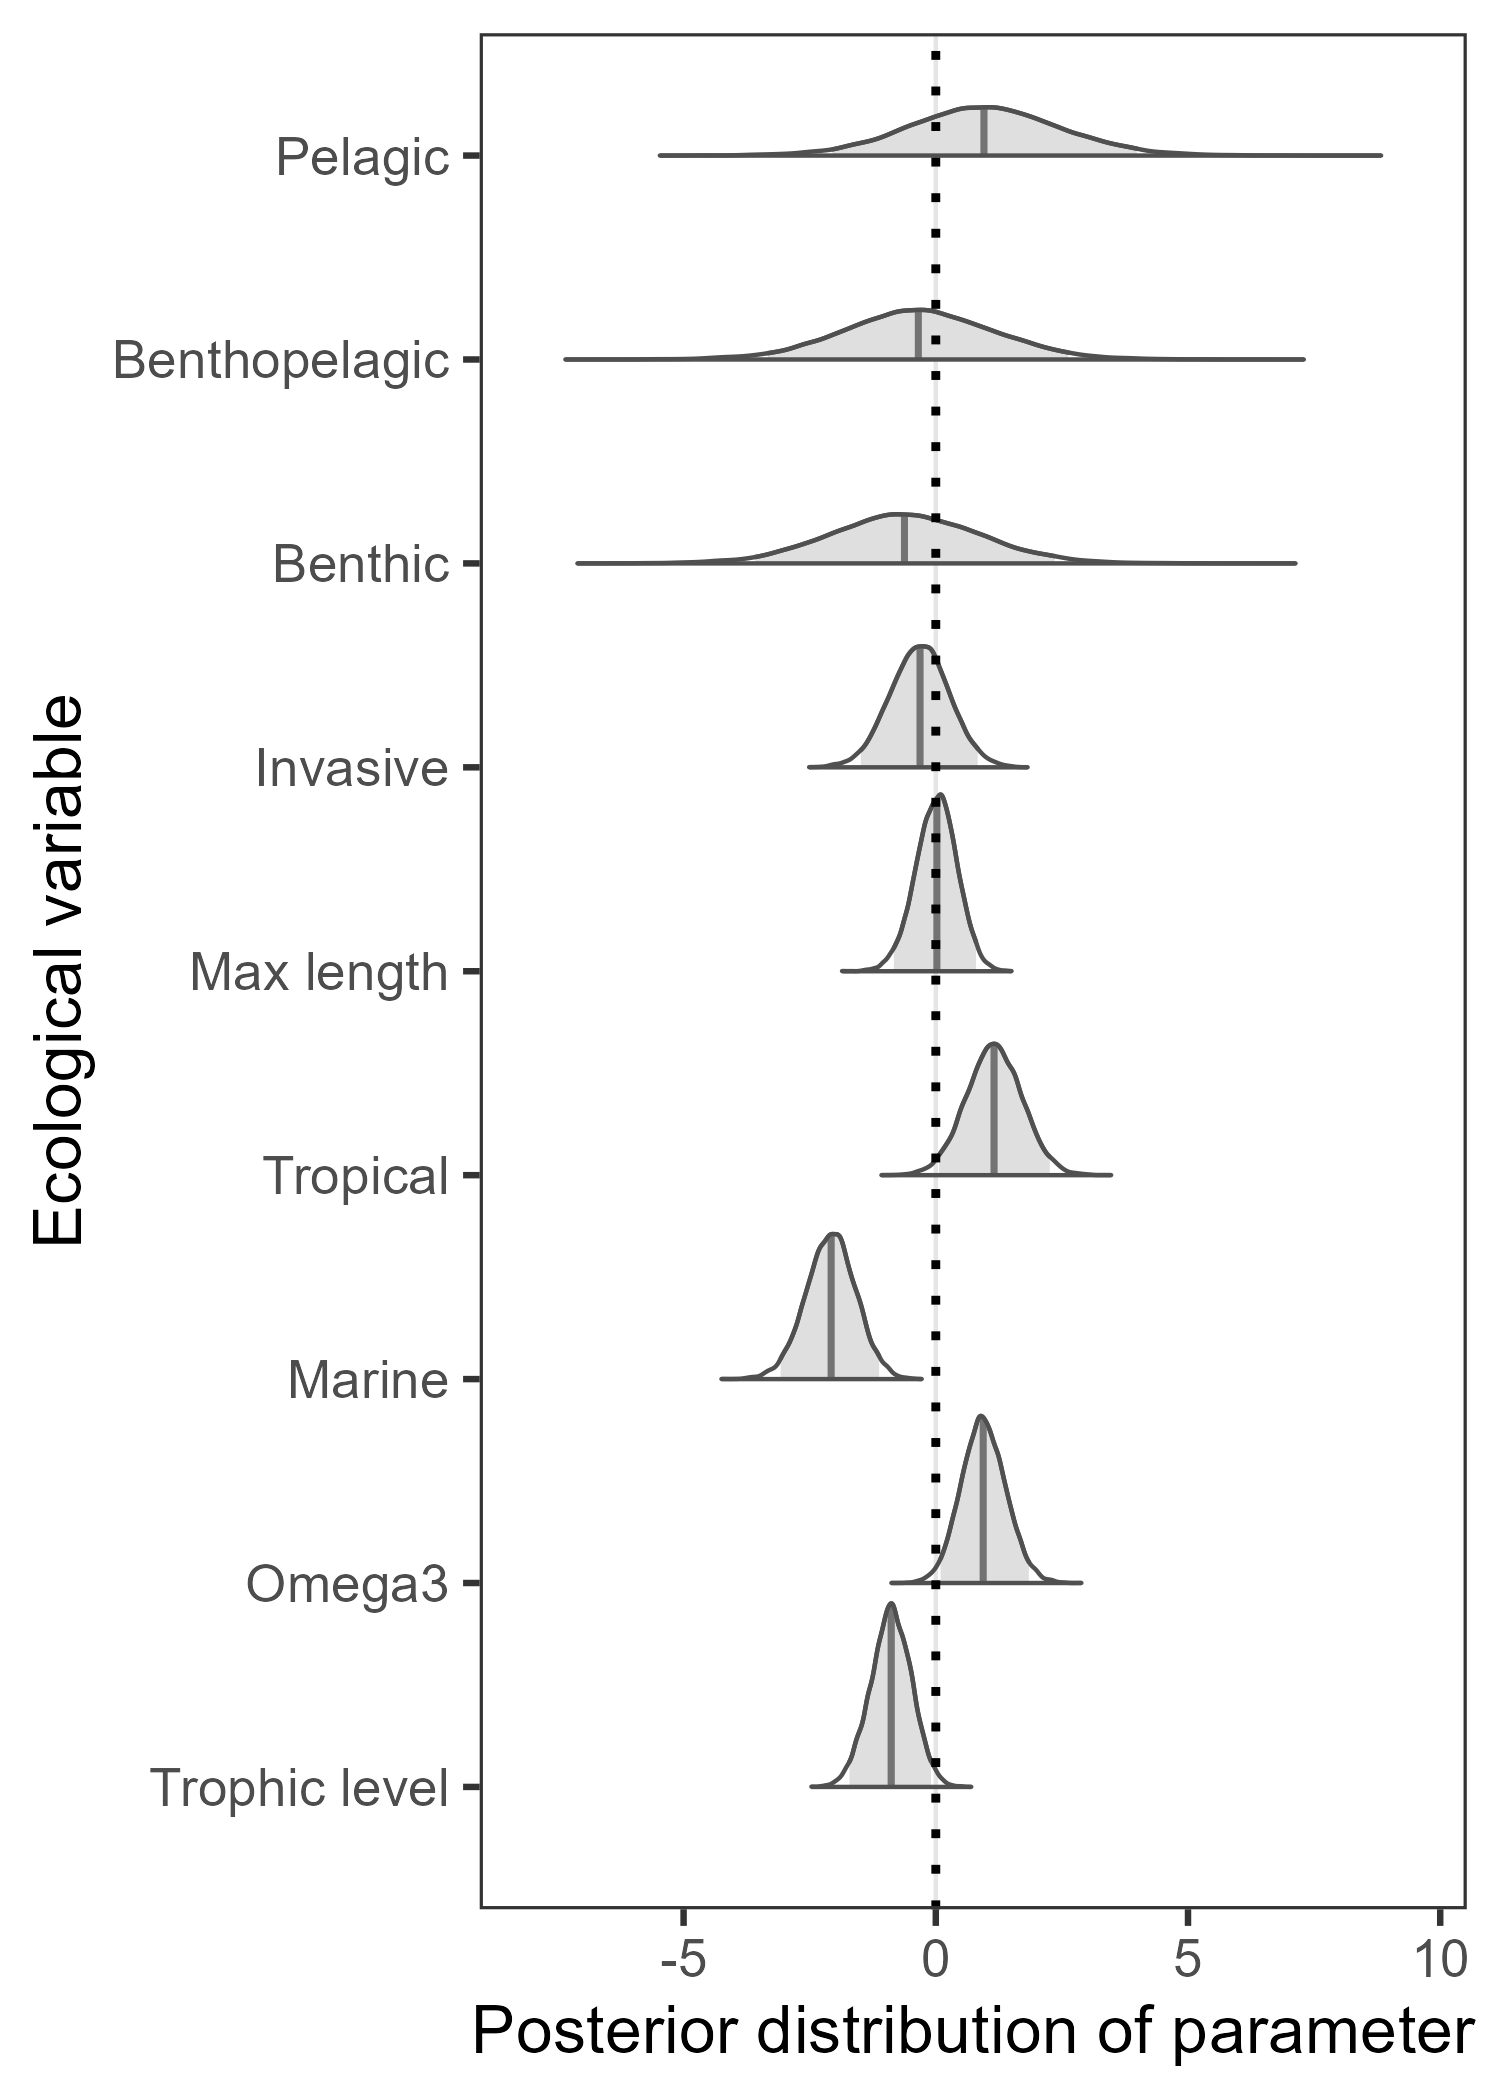 Ecological variable
Pelagic
Benthopelagic
Benthic
Invasive
Max length
Tropical
Marine
Omega3
Trophic level
-5 0 5 10
Posterior distribution of parameter